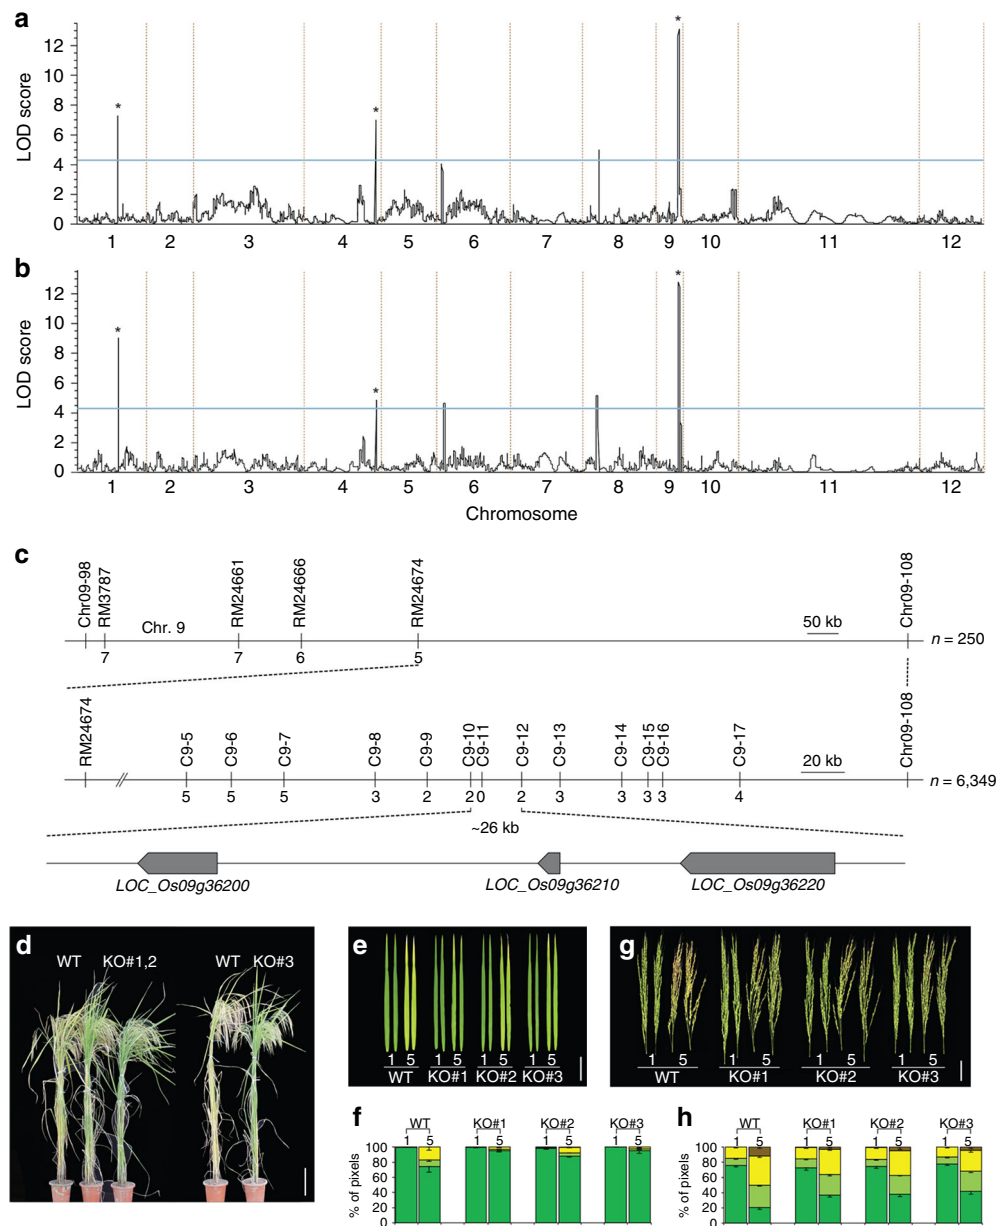 a
LOD score
12
10
8
6
4
2
0
*
*
*
1 2 3 4 5 6 7 8 9 10 11 12
b
LOD score
12
10
8
6
4
2
0
*
*
*
1 2 3 4 5 6 7 8 9 10 11 12
Chromosome
c
Chr09-98 RM3787 RM24661 RM24666 RM24674 Chr09-108
Chr. 9
50 kb
n = 250
7 7 6 5
RM24674 C9-5 C9-6 C9-7 C9-8 C9-9 C9-10 C9-11 C9-12 C9-13 C9-14 C9-15 C9-16 C9-17 Chr09-108
20 kb
n = 6,349
5 5 5 3 2 2 0 2 3 3 3 3 4
~26 kb
LOC_Os09g36200 LOC_Os09g36210 LOC_Os09g36220
d
WT KO#1,2 WT KO#3
e
1 5 1 5 1 5 1 5
WT KO#1 KO#2 KO#3
g
1 5 1 5 1 5 1 5
WT KO#1 KO#2 KO#3
f
WT KO#1 KO#2 KO#3
1 5 1 5 1 5 1 5
% of pixels
100
80
60
40
20
0
h
WT KO#1 KO#2 KO#3
1 5 1 5 1 5 1 5
% of pixels
100
80
60
40
20
0